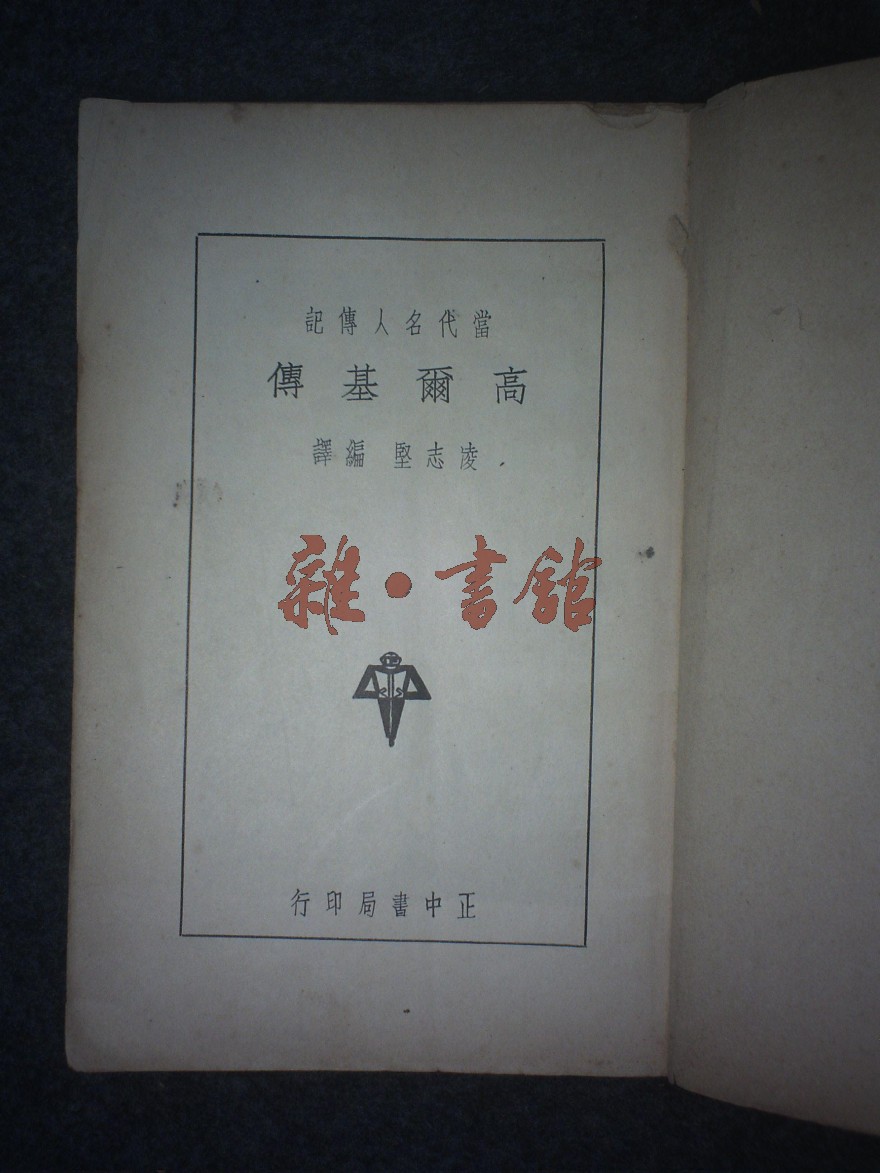 當代名人傳記
高爾基傳
凌志堅 編譯
雜·書館
正中書局印行